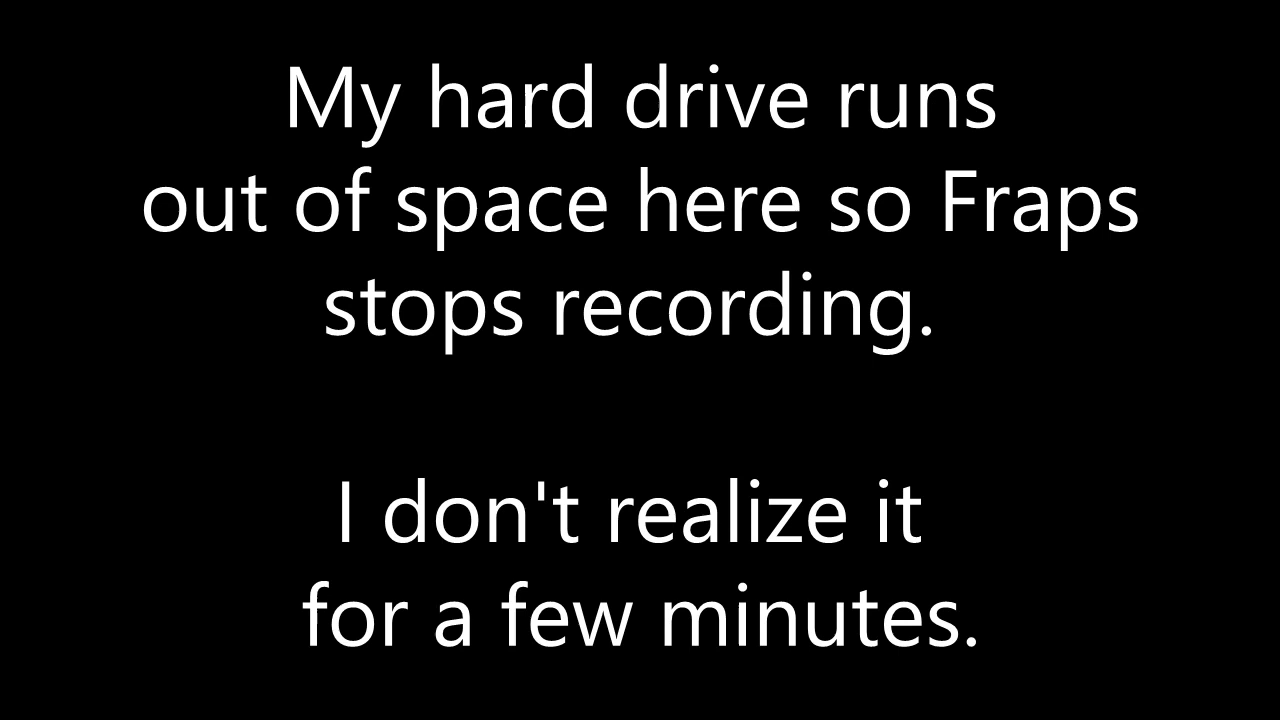 My hard drive runs
out of space here so Fraps
stops recording.
I don't realize it
for a few minutes.